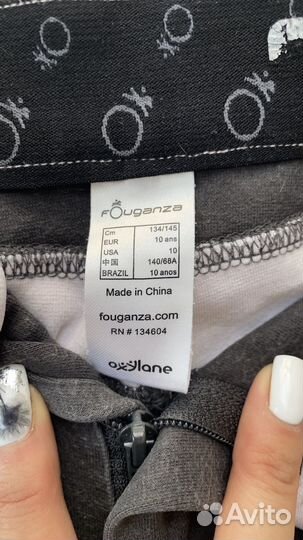 Fouganza
Cm 134/145
EUR 10 ans
USA 10
中国 140/68A
BRAZIL 10 anos
Made in China
fouganza.com
RN # 134604
oxylane
Avito